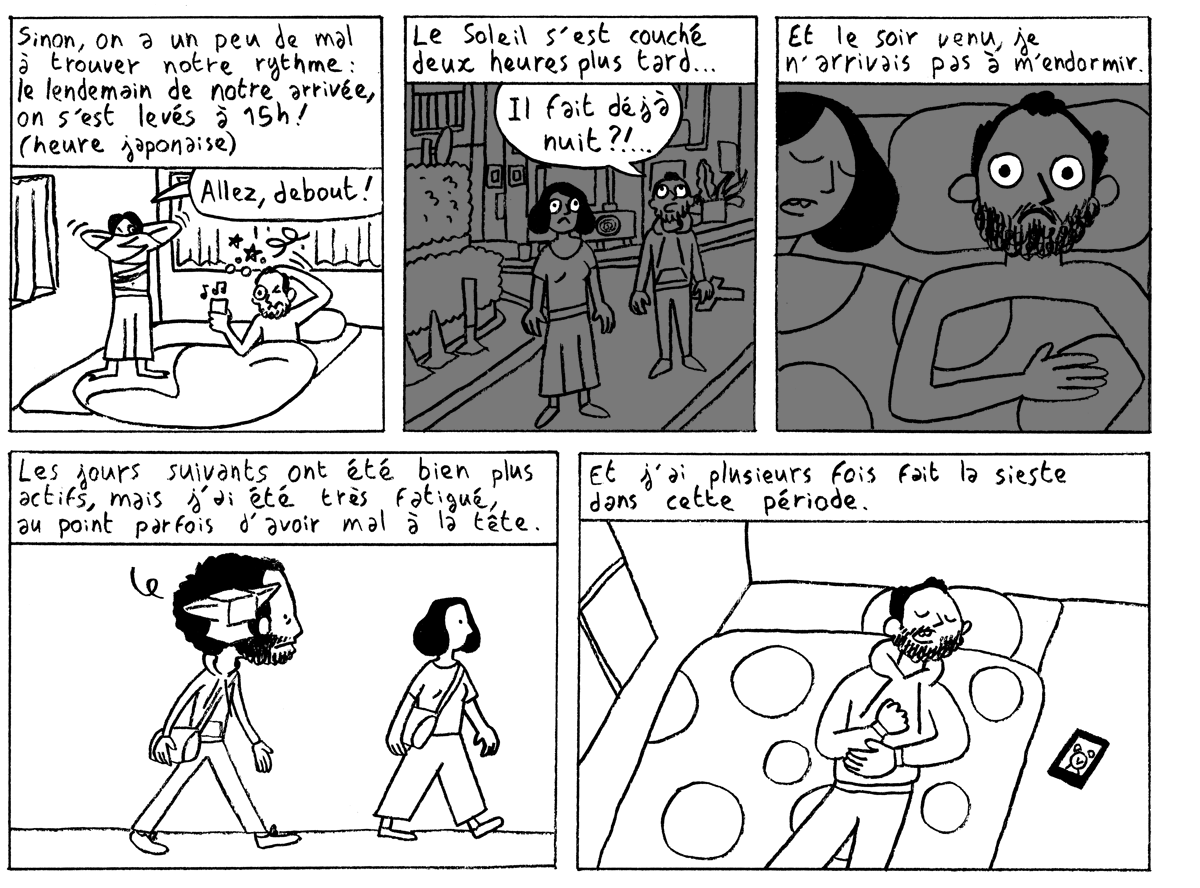 Sinon, on a un peu de mal
à trouver notre rythme :
le lendemain de notre arrivée,
on s'est levés à 15h !
(heure japonaise)
Allez, debout !
Le Soleil s'est couché
deux heures plus tard...
Il fait déjà
nuit ?!...
Et le soir venu, je
n'arrivais pas à m'endormir.
Les jours suivants ont été bien plus
actifs, mais j'ai été très fatigué,
au point parfois d'avoir mal à la tête.
Et j'ai plusieurs fois fait la sieste
dans cette période.